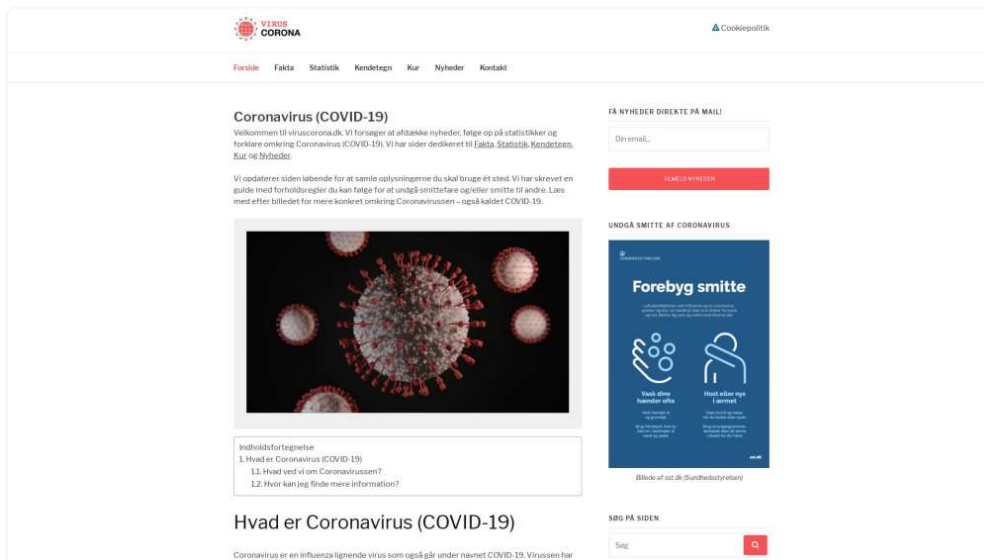 VIRUS
CORONA
Cookiepolitik
Forside Fakta Statistik Kendetegn Kur Nyheder Kontakt
Coronavirus (COVID-19)
Velkommen til viruscorona.dk. Vi forsøger at afdække nyheder, følge op på statistikker og
forklare omkring Coronavirus (COVID-19). Vi har sider dedikeret til Fakta, Statistik, Kendetegn,
Kur og Nyheder.
Vi opdaterer siden løbende for at samle oplysningerne du skal bruge ét sted. Vi har skrevet en
guide med forholdsregler du kan følge for at undgå smittefare og/eller smitte til andre. Læs
med efter billedet for mere konkret omkring Coronavirussen – også kaldet COVID-19.
Indholdsfortegnelse
1. Hvad er Coronavirus (COVID-19)
1.1. Hvad ved vi om Coronavirussen?
1.2. Hvor kan jeg finde mere information?
Hvad er Coronavirus (COVID-19)
Coronavirus er en influenza lignende virus som også går under navnet COVID-19. Virussen har
FÅ NYHEDER DIREKTE PÅ MAIL!
Din email...
TILMELD NYHEDER
UNDGÅ SMITTE AF CORONAVIRUS
SUNDHEDSSTYRELSEN
Forebyg smitte
Vask dine
hænder ofte
Host eller nys
i ærmet
sst.dk
Billede af sst.dk (Sundhedsstyrelsen)
SØG PÅ SIDEN
Søg